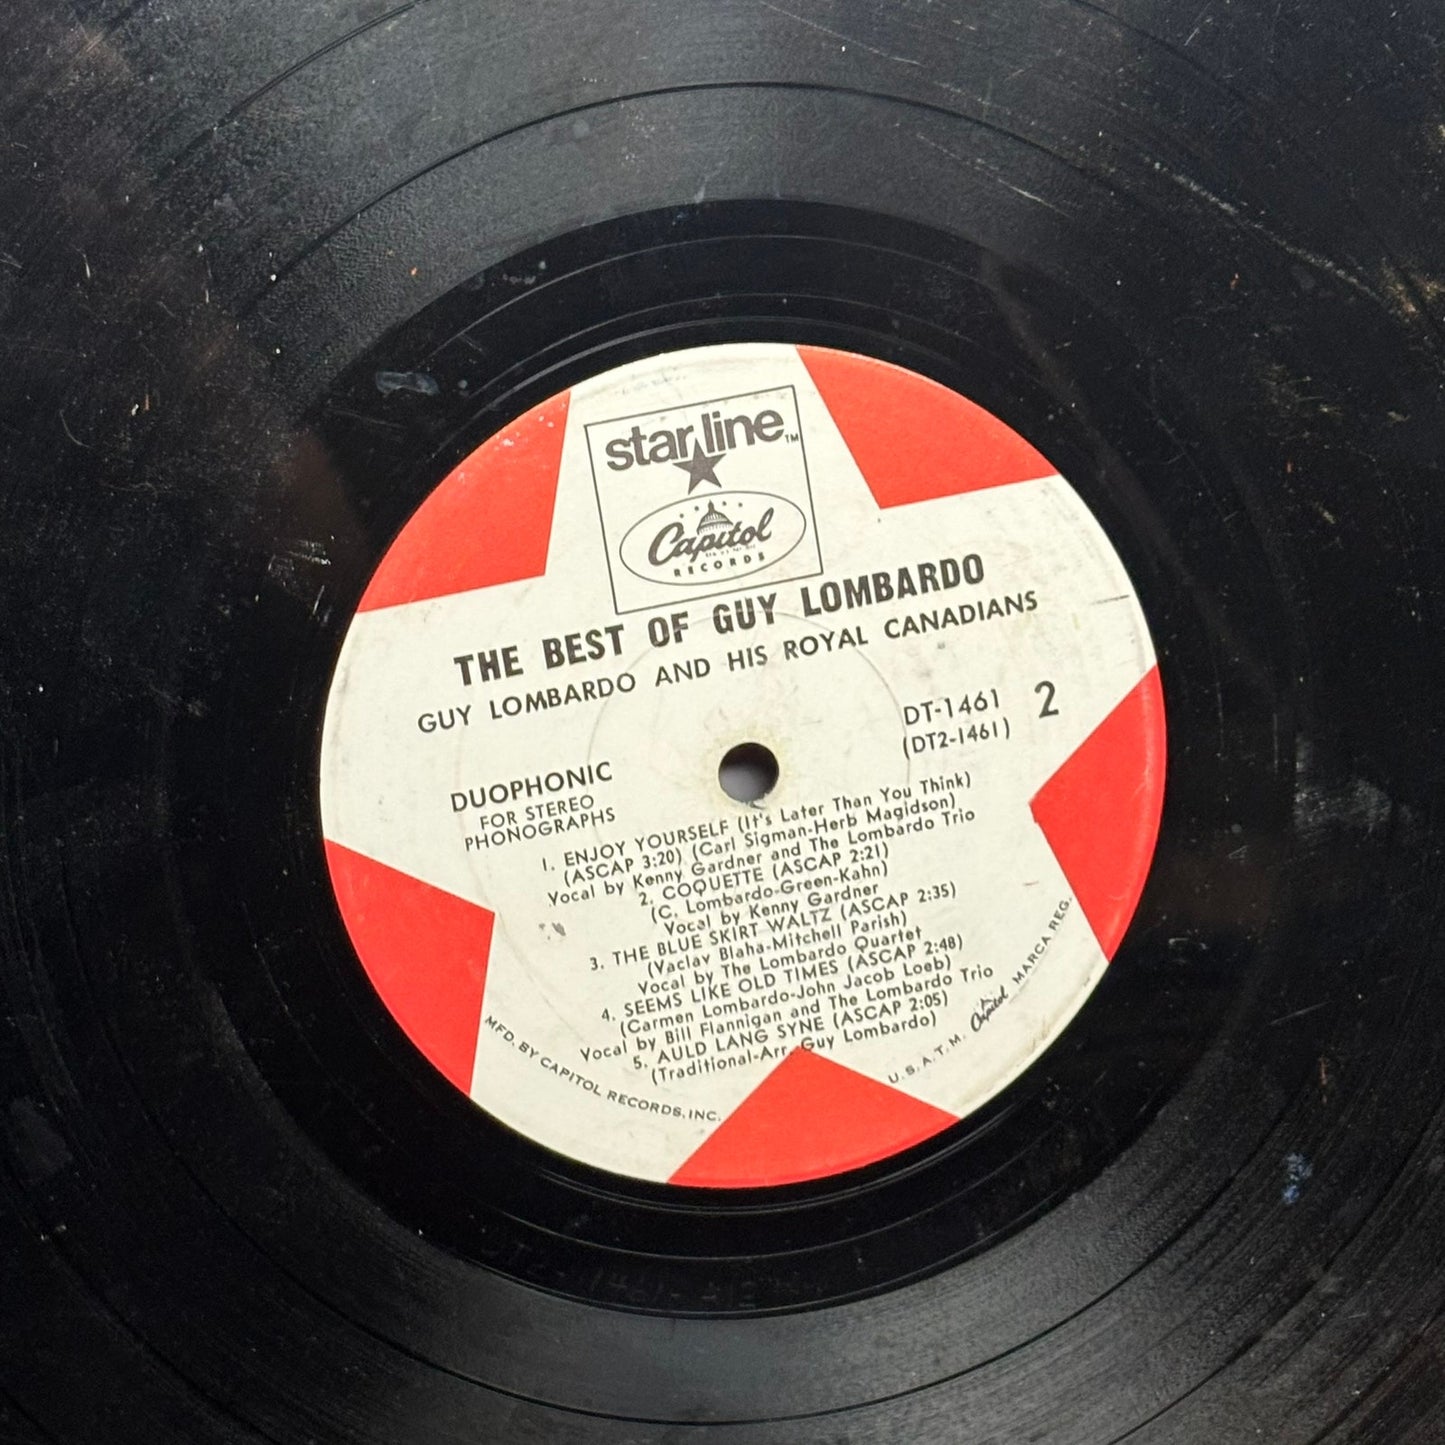 starline™
Capitol
RECORDS
THE BEST OF GUY LOMBARDO
GUY LOMBARDO AND HIS ROYAL CANADIANS
DT-1461 2
(DT2-1461)
DUOPHONIC
FOR STEREO
PHONOGRAPHS
1. ENJOY YOURSELF (It's Later Than You Think)
(ASCAP 3:20) (Carl Sigman-Herb Magidson)
Vocal by Kenny Gardner and The Lombardo Trio
2. COQUETTE (ASCAP 2:21)
(C. Lombardo-Green-Kahn)
Vocal by Kenny Gardner
3. THE BLUE SKIRT WALTZ (ASCAP 2:35)
(Vaclav Blaha-Mitchell Parish)
Vocal by The Lombardo Quartet
4. SEEMS LIKE OLD TIMES (ASCAP 2:48)
(Carmen Lombardo-John Jacob Loeb)
Vocal by Bill Flannigan and The Lombardo Trio
5. AULD LANG SYNE (ASCAP 2:05)
(Traditional-Arr. Guy Lombardo)
MFD. BY CAPITOL RECORDS, INC.
U.S.A. T.M. Capitol MARCA REG.